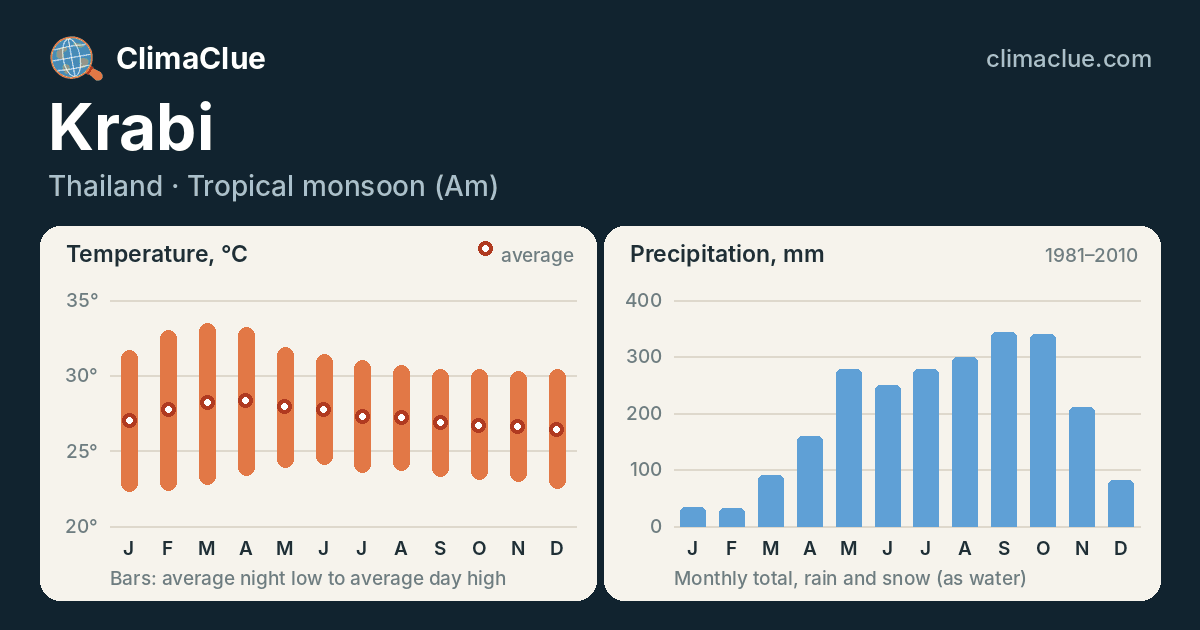 ClimaClue
climaclue.com
Krabi
Thailand · Tropical monsoon (Am)
Temperature, °C
average
35°
30°
25°
20°
J F M A M J J A S O N D
Bars: average night low to average day high
Precipitation, mm
1981–2010
400
300
200
100
0
J F M A M J J A S O N D
Monthly total, rain and snow (as water)